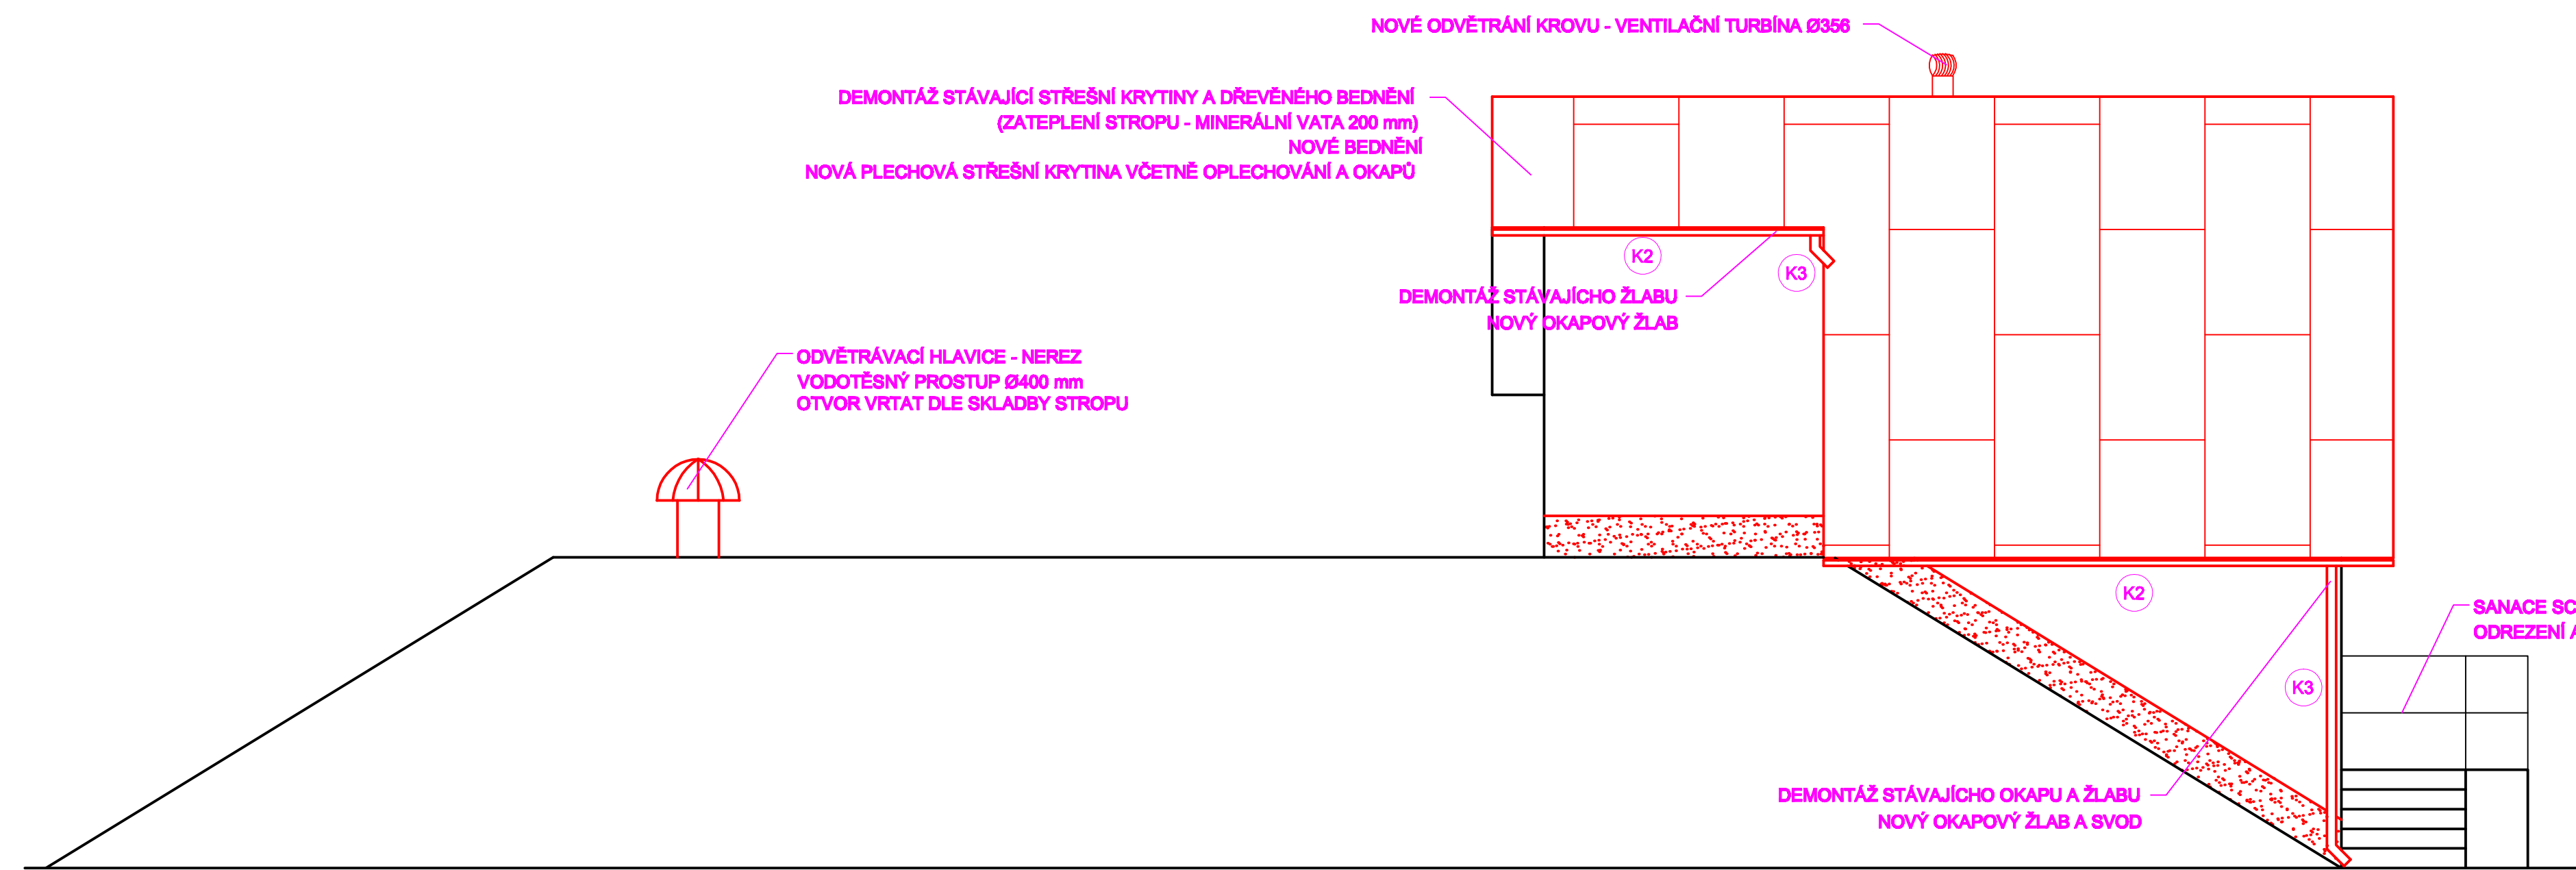 NOVÉ ODVĚTRÁNÍ KROVU - VENTILAČNÍ TURBÍNA Ø356
DEMONTÁŽ STÁVAJÍCÍ STŘEŠNÍ KRYTINY A DŘEVĚNÉHO BEDNĚNÍ
(ZATEPLENÍ STROPU - MINERÁLNÍ VATA 200 mm)
NOVÉ BEDNĚNÍ
NOVÁ PLECHOVÁ STŘEŠNÍ KRYTINA VČETNĚ OPLECHOVÁNÍ A OKAPŮ
K2
K3
DEMONTÁŽ STÁVAJÍCHO ŽLABU
NOVÝ OKAPOVÝ ŽLAB
ODVĚTRÁVACÍ HLAVICE - NEREZ
VODOTĚSNÝ PROSTUP Ø400 mm
OTVOR VRTAT DLE SKLADBY STROPU
K2
SANACE SC
ODREZENÍ A
K3
DEMONTÁŽ STÁVAJÍCHO OKAPU A ŽLABU
NOVÝ OKAPOVÝ ŽLAB A SVOD